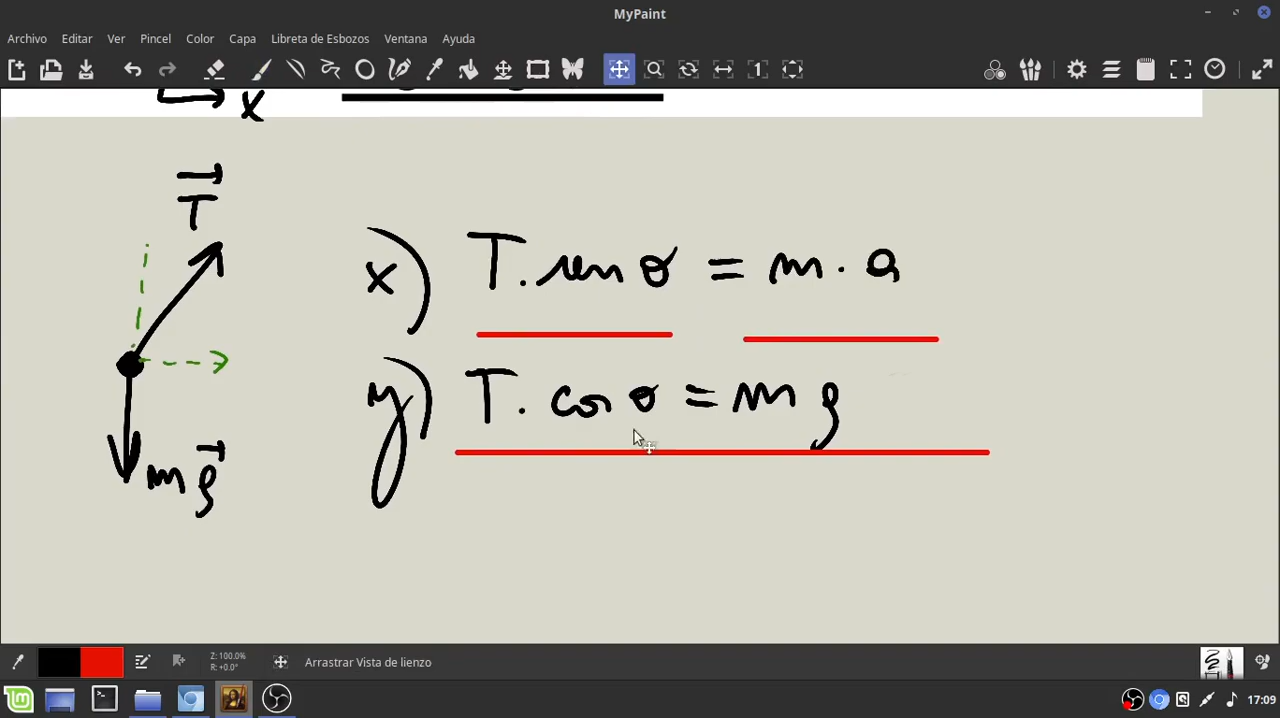 MyPaint
Archivo Editar Ver Pincel Color Capa Libreta de Esbozos Ventana Ayuda
x
T
x) T. sen θ = m. a
y) T. cos θ = m g
m g
Z: 100.0%
R: +0.0°
Arrastrar Vista de lienzo
17:09